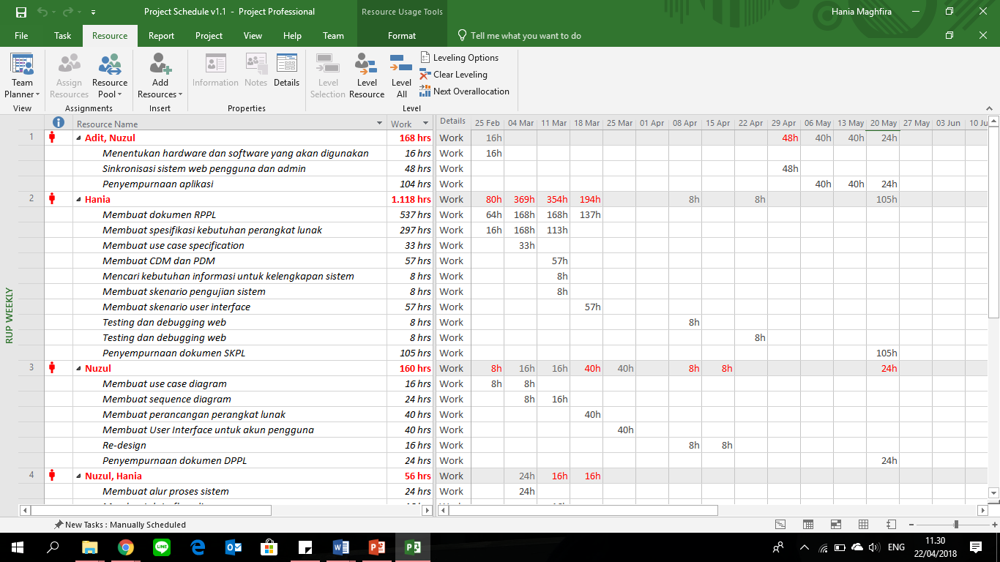 Project Schedule v1.1 - Project Professional
Resource Usage Tools
Hania Maghfira
File Task Resource Report Project View Help Team Format Tell me what you want to do
Team Planner
Assign Resources
Resource Pool
Add Resources
Information
Notes
Details
Level Selection
Level Resource
Level All
Leveling Options
Clear Leveling
Next Overallocation
View Assignments Insert Properties Level
Resource Name Work Details 25 Feb 04 Mar 11 Mar 18 Mar 25 Mar 01 Apr 08 Apr 15 Apr 22 Apr 29 Apr 06 May 13 May 20 May 27 May 03 Jun 10 Ju
1 Adit, Nuzul 168 hrs Work 16h 48h 40h 40h 24h
Menentukan hardware dan software yang akan digunakan 16 hrs Work 16h
Sinkronisasi sistem web pengguna dan admin 48 hrs Work 48h
Penyempurnaan aplikasi 104 hrs Work 40h 40h 24h
2 Hania 1.118 hrs Work 80h 369h 354h 194h 8h 8h 105h
Membuat dokumen RPPL 537 hrs Work 64h 168h 168h 137h
Membuat spesifikasi kebutuhan perangkat lunak 297 hrs Work 16h 168h 113h
Membuat use case specification 33 hrs Work 33h
Membuat CDM dan PDM 57 hrs Work 57h
Mencari kebutuhan informasi untuk kelengkapan sistem 8 hrs Work 8h
Membuat skenario pengujian sistem 8 hrs Work 8h
Membuat skenario user interface 57 hrs Work 57h
Testing dan debugging web 8 hrs Work 8h
Testing dan debugging web 8 hrs Work 8h
Penyempurnaan dokumen SKPL 105 hrs Work 105h
3 Nuzul 160 hrs Work 8h 16h 16h 40h 40h 8h 8h 24h
Membuat use case diagram 16 hrs Work 8h 8h
Membuat sequence diagram 24 hrs Work 8h 16h
Membuat perancangan perangkat lunak 40 hrs Work 40h
Membuat User Interface untuk akun pengguna 40 hrs Work 40h
Re-design 16 hrs Work 8h 8h
Penyempurnaan dokumen DPPL 24 hrs Work 24h
4 Nuzul, Hania 56 hrs Work 24h 16h 16h
Membuat alur proses sistem 24 hrs Work 24h
RUP WEEKLY
New Tasks : Manually Scheduled
ENG
11.30
22/04/2018